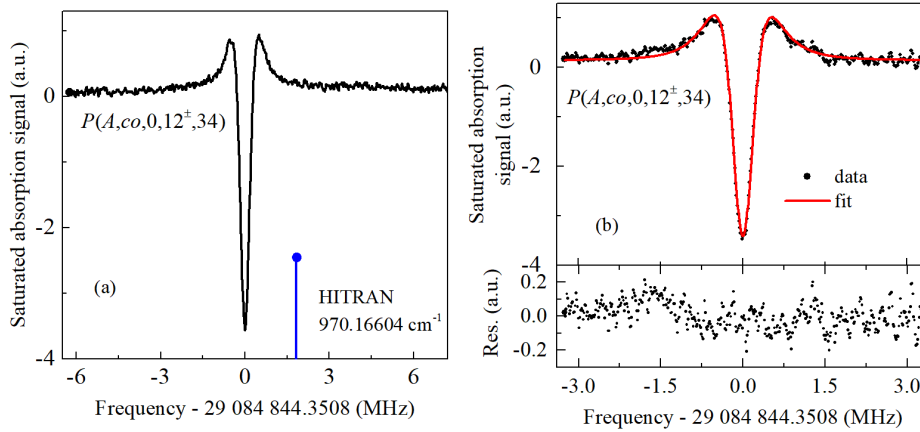 0
-2
-4
Saturated absorption signal (a.u.)
P(A,co,0,12±,34)
(a)
HITRAN
970.16604 cm-1
-6
-3
0
3
6
Frequency - 29 084 844.3508 (MHz)
0
-2
-4
Saturated absorption
signal (a.u.)
P(A,co,0,12±,34)
data
fit
(b)
0.2
0.0
-0.2
Res. (a.u.)
-3.0
-1.5
0.0
1.5
3.0
Frequency - 29 084 844.3508 (MHz)